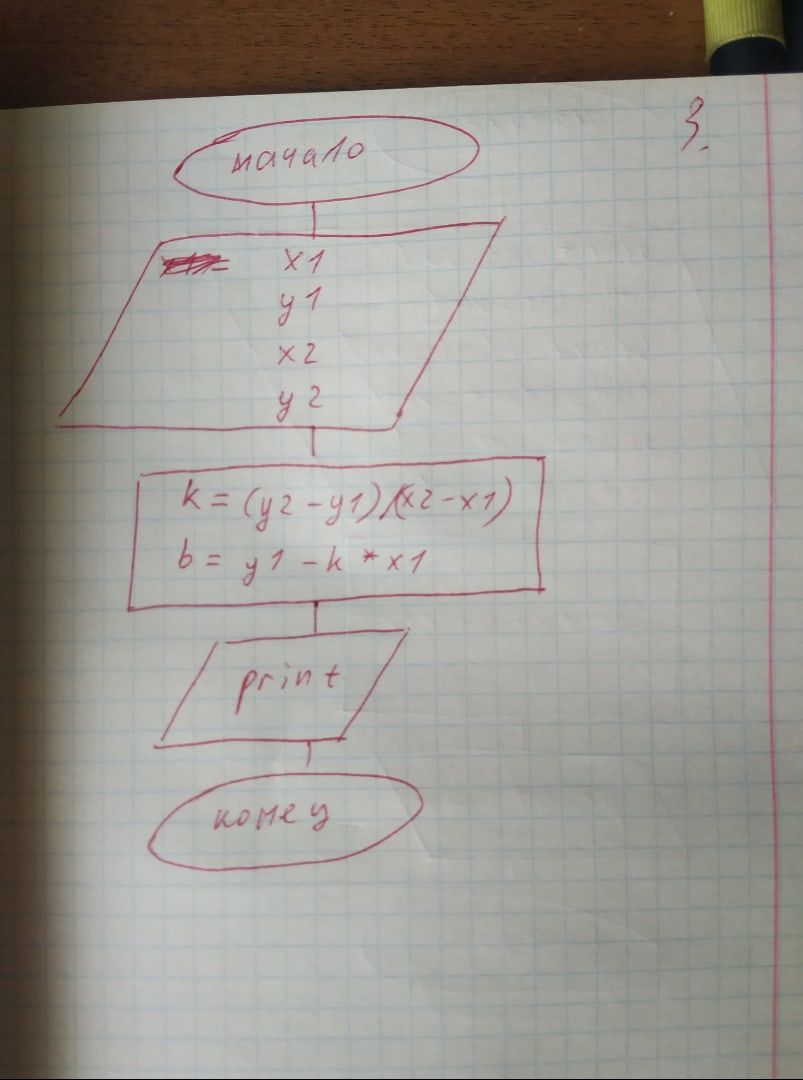 3.
начало
x1
y1
x2
y2
k = (y2 - y1)/(x2 - x1)
b = y1 - k * x1
print
конец